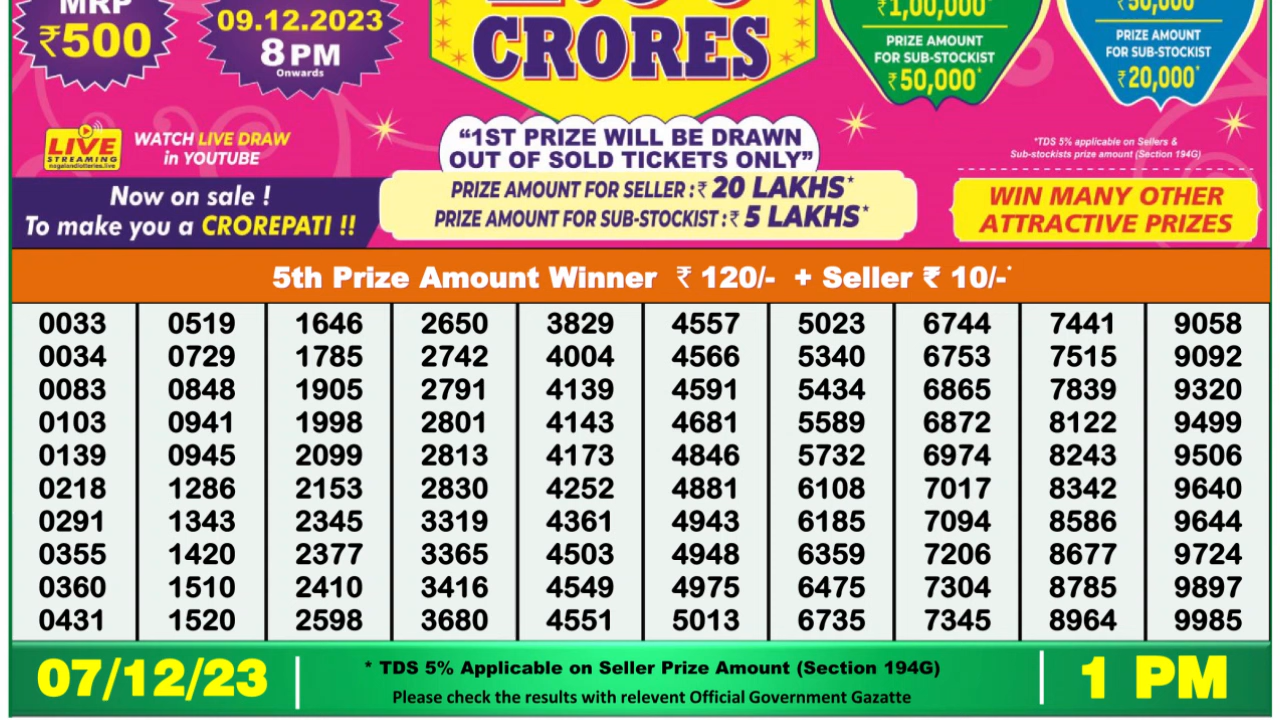 MRP
₹500
09.12.2023
8 PM
Onwards
CRORES
₹1,00,000*
PRIZE AMOUNT
FOR SUB-STOCKIST
₹50,000*
₹50,000
PRIZE AMOUNT
FOR SUB-STOCKIST
₹20,000*
LIVE
STREAMING
nagalandlotteries.live
WATCH LIVE DRAW
in YOUTUBE
“1ST PRIZE WILL BE DRAWN
OUT OF SOLD TICKETS ONLY”
*TDS 5% applicable on Sellers &
Sub-stockists prize amount (Section 194G)
Now on sale !
To make you a CROREPATI !!
PRIZE AMOUNT FOR SELLER :₹ 20 LAKHS*
PRIZE AMOUNT FOR SUB-STOCKIST :₹ 5 LAKHS*
WIN MANY OTHER
ATTRACTIVE PRIZES
5th Prize Amount Winner ₹ 120/- + Seller ₹ 10/-*
0033 0519 1646 2650 3829 4557 5023 6744 7441 9058
0034 0729 1785 2742 4004 4566 5340 6753 7515 9092
0083 0848 1905 2791 4139 4591 5434 6865 7839 9320
0103 0941 1998 2801 4143 4681 5589 6872 8122 9499
0139 0945 2099 2813 4173 4846 5732 6974 8243 9506
0218 1286 2153 2830 4252 4881 6108 7017 8342 9640
0291 1343 2345 3319 4361 4943 6185 7094 8586 9644
0355 1420 2377 3365 4503 4948 6359 7206 8677 9724
0360 1510 2410 3416 4549 4975 6475 7304 8785 9897
0431 1520 2598 3680 4551 5013 6735 7345 8964 9985
07/12/23
* TDS 5% Applicable on Seller Prize Amount (Section 194G)
Please check the results with relevent Official Government Gazatte
1 PM